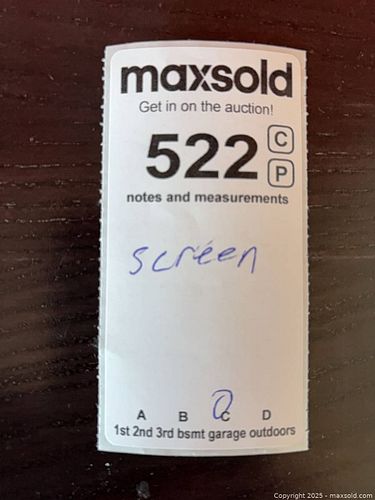 maxsold
Get in on the auction!
522 C
P
notes and measurements
screen
A B C D
1st 2nd 3rd bsmt garage outdoors
Copyright 2025 - maxsold.com